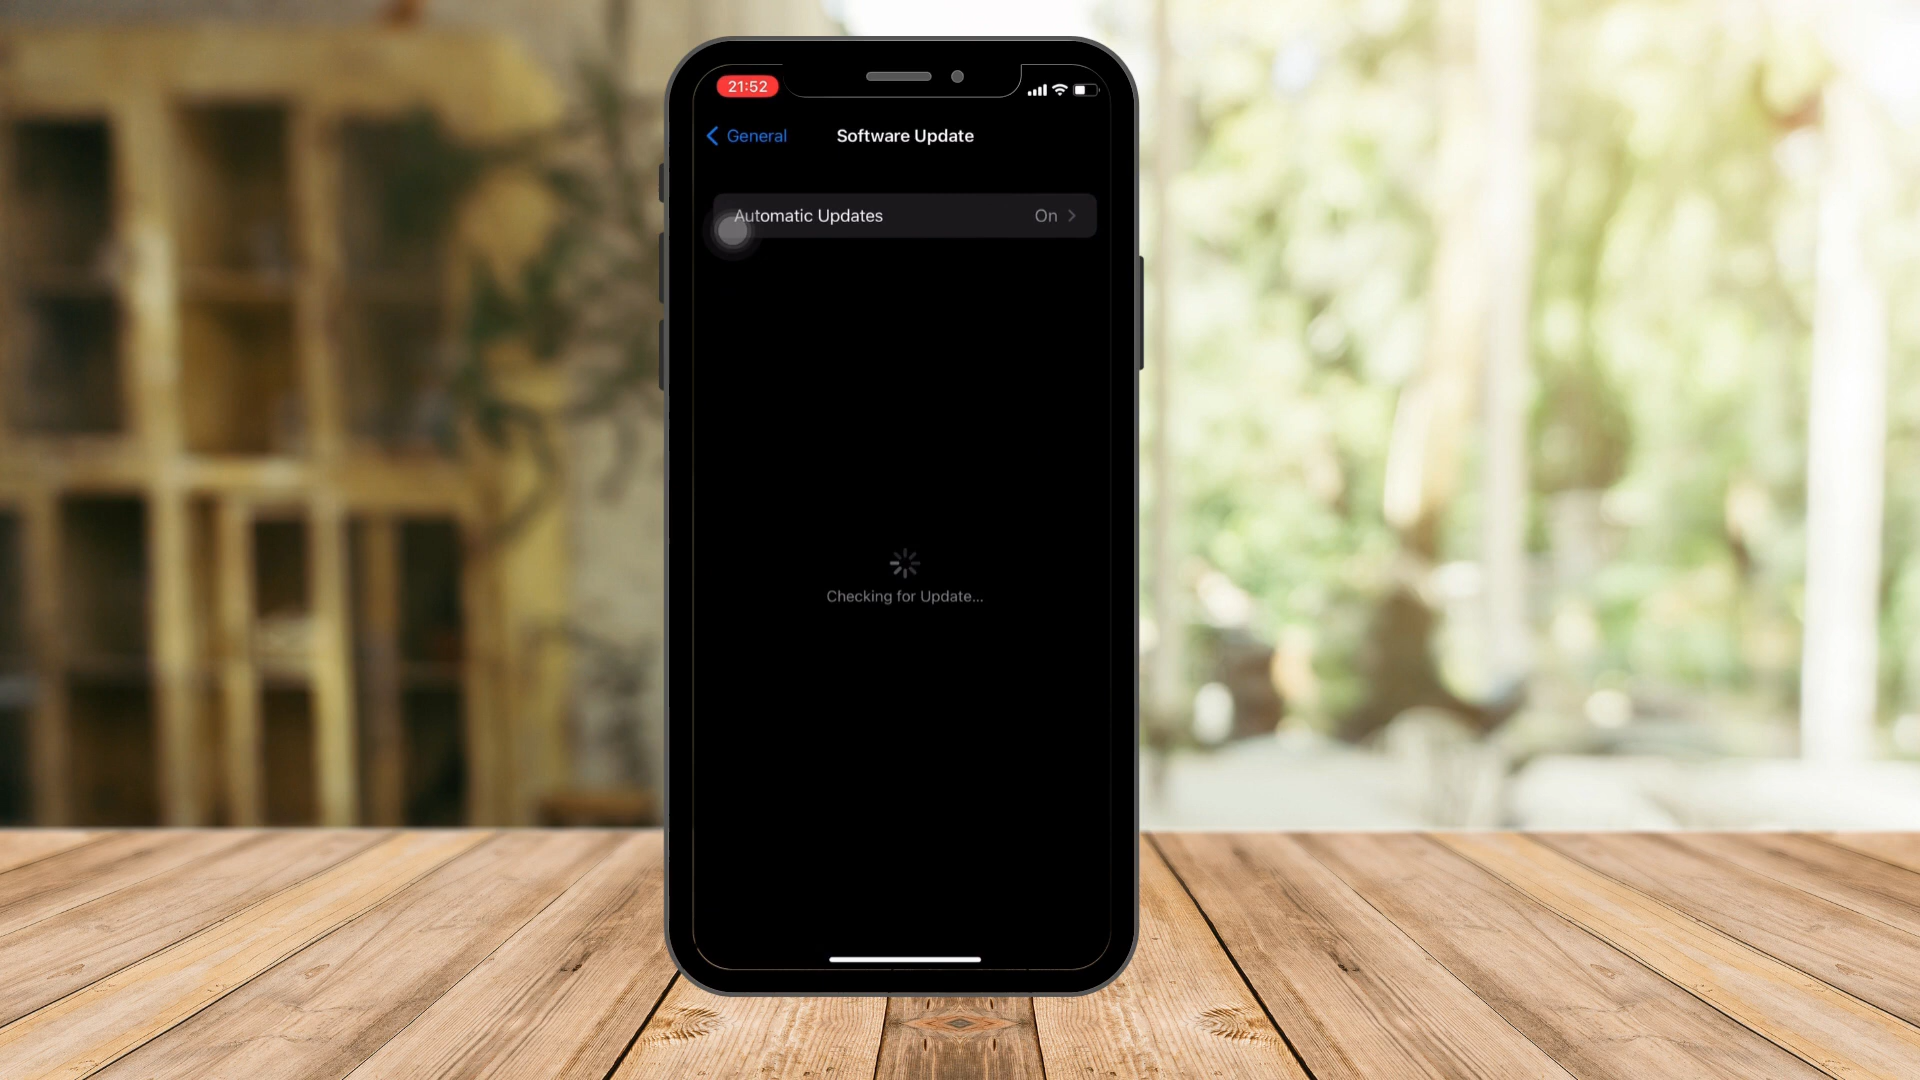 21:52
General
Software Update
Automatic Updates
On
Checking for Update...